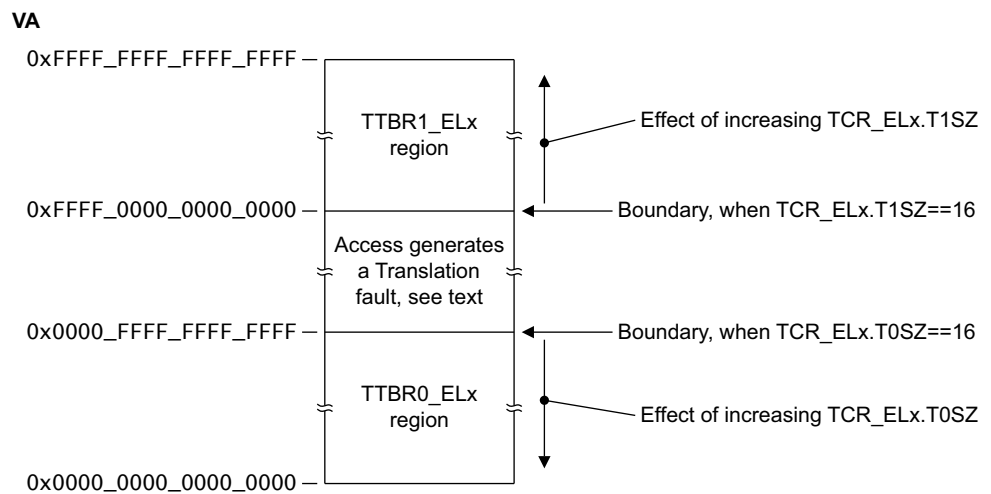 VA
0xFFFF_FFFF_FFFF_FFFF
TTBR1_ELx
region
Effect of increasing TCR_ELx.T1SZ
0xFFFF_0000_0000_0000
Boundary, when TCR_ELx.T1SZ==16
Access generates
a Translation
fault, see text
0x0000_FFFF_FFFF_FFFF
Boundary, when TCR_ELx.T0SZ==16
TTBR0_ELx
region
Effect of increasing TCR_ELx.T0SZ
0x0000_0000_0000_0000